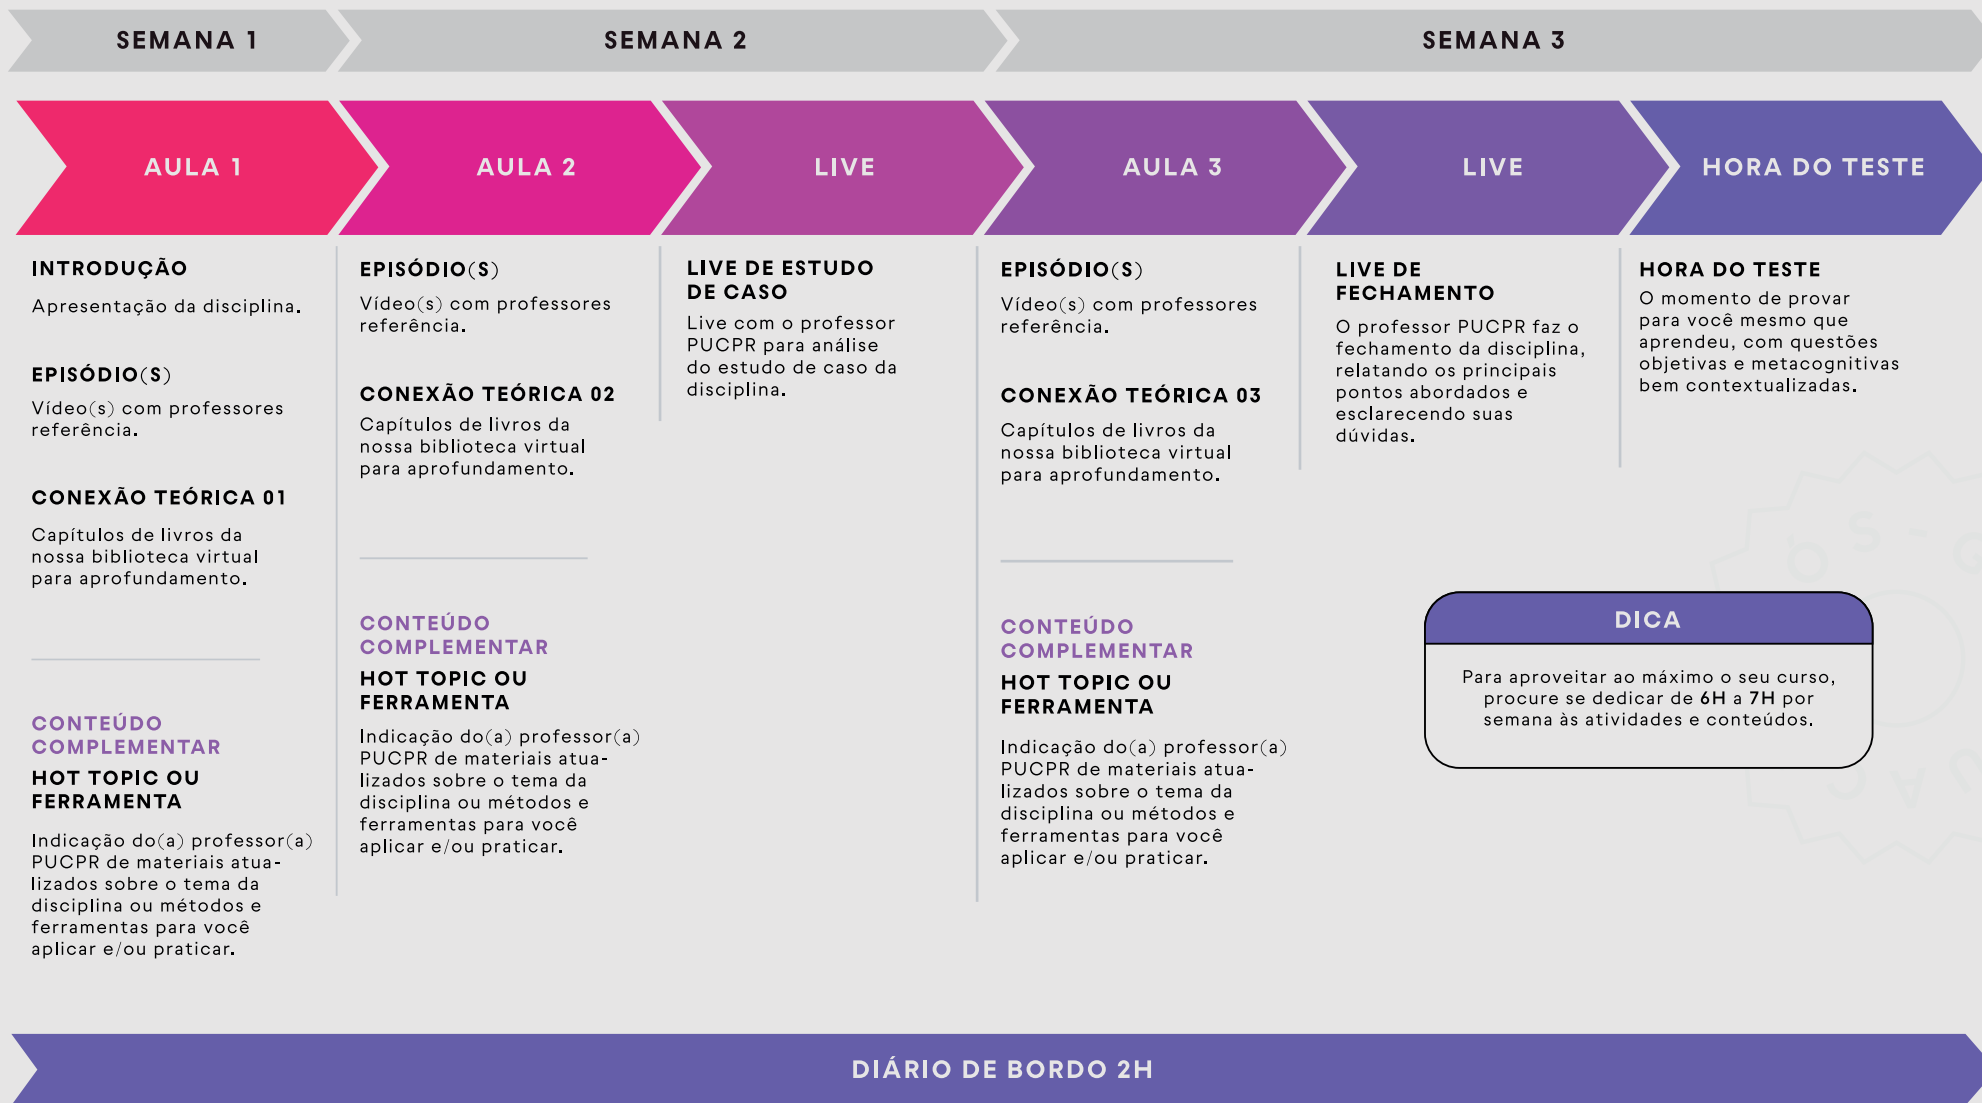 SEMANA 1
SEMANA 2
SEMANA 3
AULA 1
AULA 2
LIVE
AULA 3
LIVE
HORA DO TESTE
INTRODUÇÃO
Apresentação da disciplina.
EPISÓDIO(S)
Vídeo(s) com professores
referência.
CONEXÃO TEÓRICA 01
Capítulos de livros da
nossa biblioteca virtual
para aprofundamento.
CONTEÚDO
COMPLEMENTAR
HOT TOPIC OU
FERRAMENTA
Indicação do(a) professor(a)
PUCPR de materiais atua-
lizados sobre o tema da
disciplina ou métodos e
ferramentas para você
aplicar e/ou praticar.
EPISÓDIO(S)
Vídeo(s) com professores
referência.
CONEXÃO TEÓRICA 02
Capítulos de livros da
nossa biblioteca virtual
para aprofundamento.
CONTEÚDO
COMPLEMENTAR
HOT TOPIC OU
FERRAMENTA
Indicação do(a) professor(a)
PUCPR de materiais atua-
lizados sobre o tema da
disciplina ou métodos e
ferramentas para você
aplicar e/ou praticar.
LIVE DE ESTUDO
DE CASO
Live com o professor
PUCPR para análise
do estudo de caso da
disciplina.
EPISÓDIO(S)
Vídeo(s) com professores
referência.
CONEXÃO TEÓRICA 03
Capítulos de livros da
nossa biblioteca virtual
para aprofundamento.
CONTEÚDO
COMPLEMENTAR
HOT TOPIC OU
FERRAMENTA
Indicação do(a) professor(a)
PUCPR de materiais atua-
lizados sobre o tema da
disciplina ou métodos e
ferramentas para você
aplicar e/ou praticar.
LIVE DE
FECHAMENTO
O professor PUCPR faz o
fechamento da disciplina,
relatando os principais
pontos abordados e
esclarecendo suas
dúvidas.
HORA DO TESTE
O momento de provar
para você mesmo que
aprendeu, com questões
objetivas e metacognitivas
bem contextualizadas.
DICA
Para aproveitar ao máximo o seu curso,
procure se dedicar de 6H a 7H por
semana às atividades e conteúdos.
DIÁRIO DE BORDO 2H